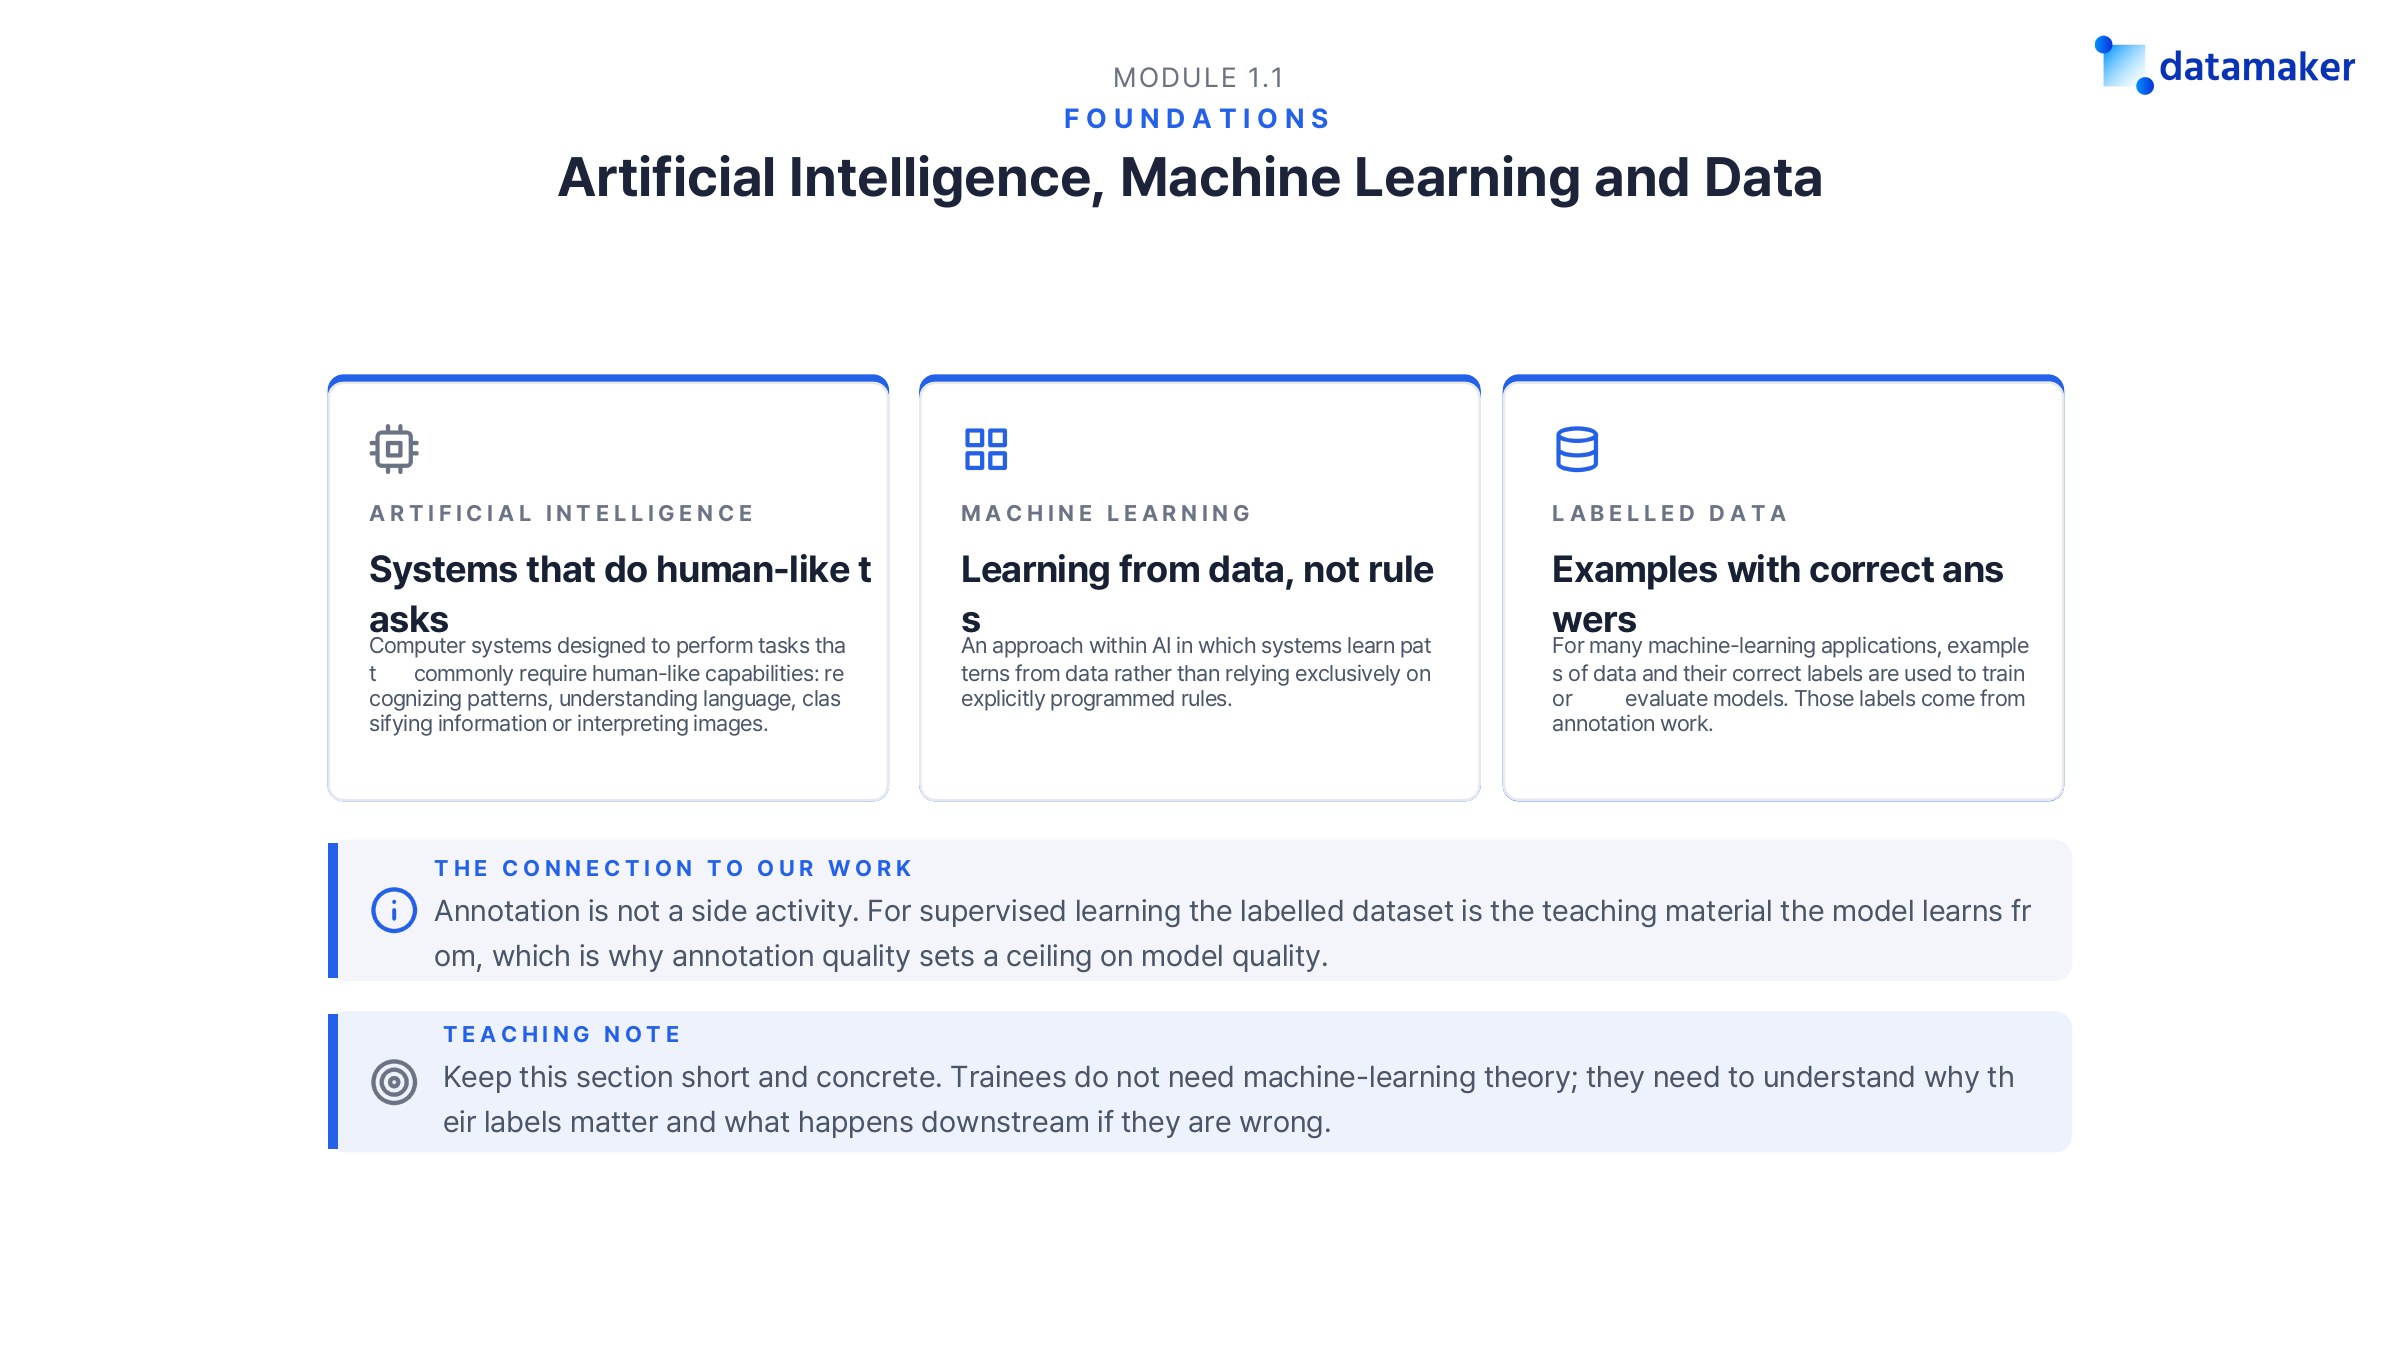 datamaker
MODULE 1.1
FOUNDATIONS
Artificial Intelligence, Machine Learning and Data
ARTIFICIAL INTELLIGENCE
Systems that do human-like t
asks
Computer systems designed to perform tasks tha
t commonly require human-like capabilities: re
cognizing patterns, understanding language, clas
sifying information or interpreting images.
MACHINE LEARNING
Learning from data, not rule
s
An approach within AI in which systems learn pat
terns from data rather than relying exclusively on
explicitly programmed rules.
LABELLED DATA
Examples with correct ans
wers
For many machine-learning applications, example
s of data and their correct labels are used to train
or evaluate models. Those labels come from
annotation work.
THE CONNECTION TO OUR WORK
Annotation is not a side activity. For supervised learning the labelled dataset is the teaching material the model learns fr
om, which is why annotation quality sets a ceiling on model quality.
TEACHING NOTE
Keep this section short and concrete. Trainees do not need machine-learning theory; they need to understand why th
eir labels matter and what happens downstream if they are wrong.